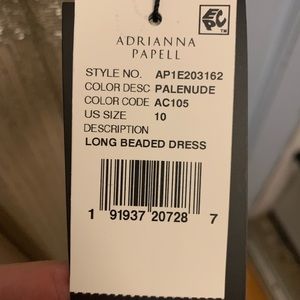 EPC™
ADRIANNA
PAPELL
STYLE NO. AP1E203162
COLOR DESC PALENUDE
COLOR CODE AC105
US SIZE 10
DESCRIPTION
LONG BEADED DRESS
1 91937 20728 7